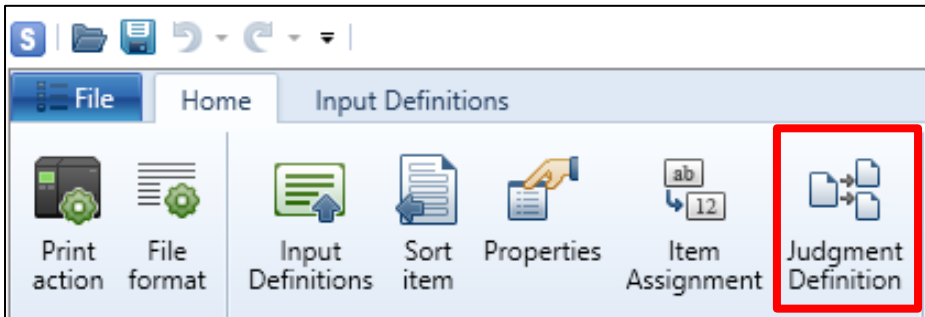 S
File Home Input Definitions
ab
12
Print action
File format
Input Definitions
Sort item
Properties
Item Assignment
Judgment Definition